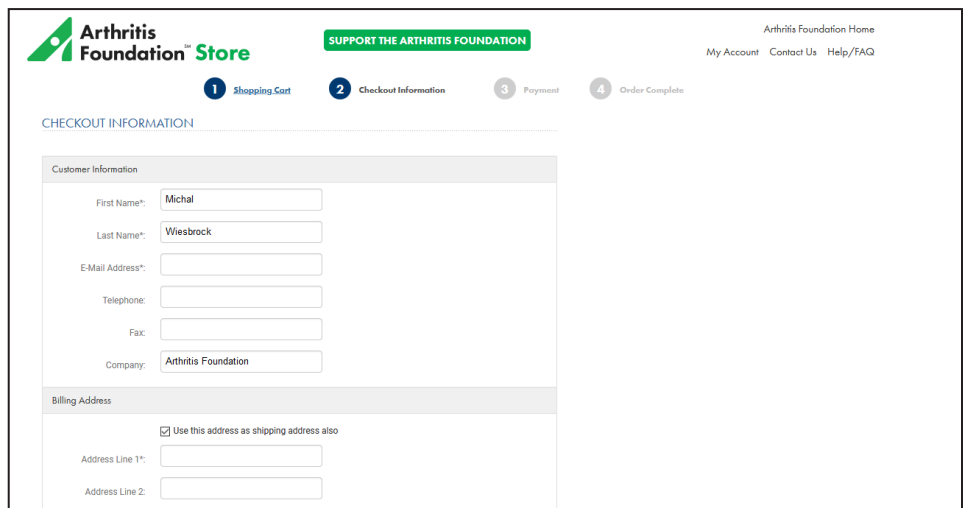 Arthritis
Foundation℠ Store
SUPPORT THE ARTHRITIS FOUNDATION
Arthritis Foundation Home
My Account Contact Us Help/FAQ
1 Shopping Cart 2 Checkout Information 3 Payment 4 Order Complete
CHECKOUT INFORMATION
Customer Information
First Name*: Michal
Last Name*: Wiesbrock
E-Mail Address*:
Telephone:
Fax:
Company: Arthritis Foundation
Billing Address
Use this address as shipping address also
Address Line 1*:
Address Line 2: